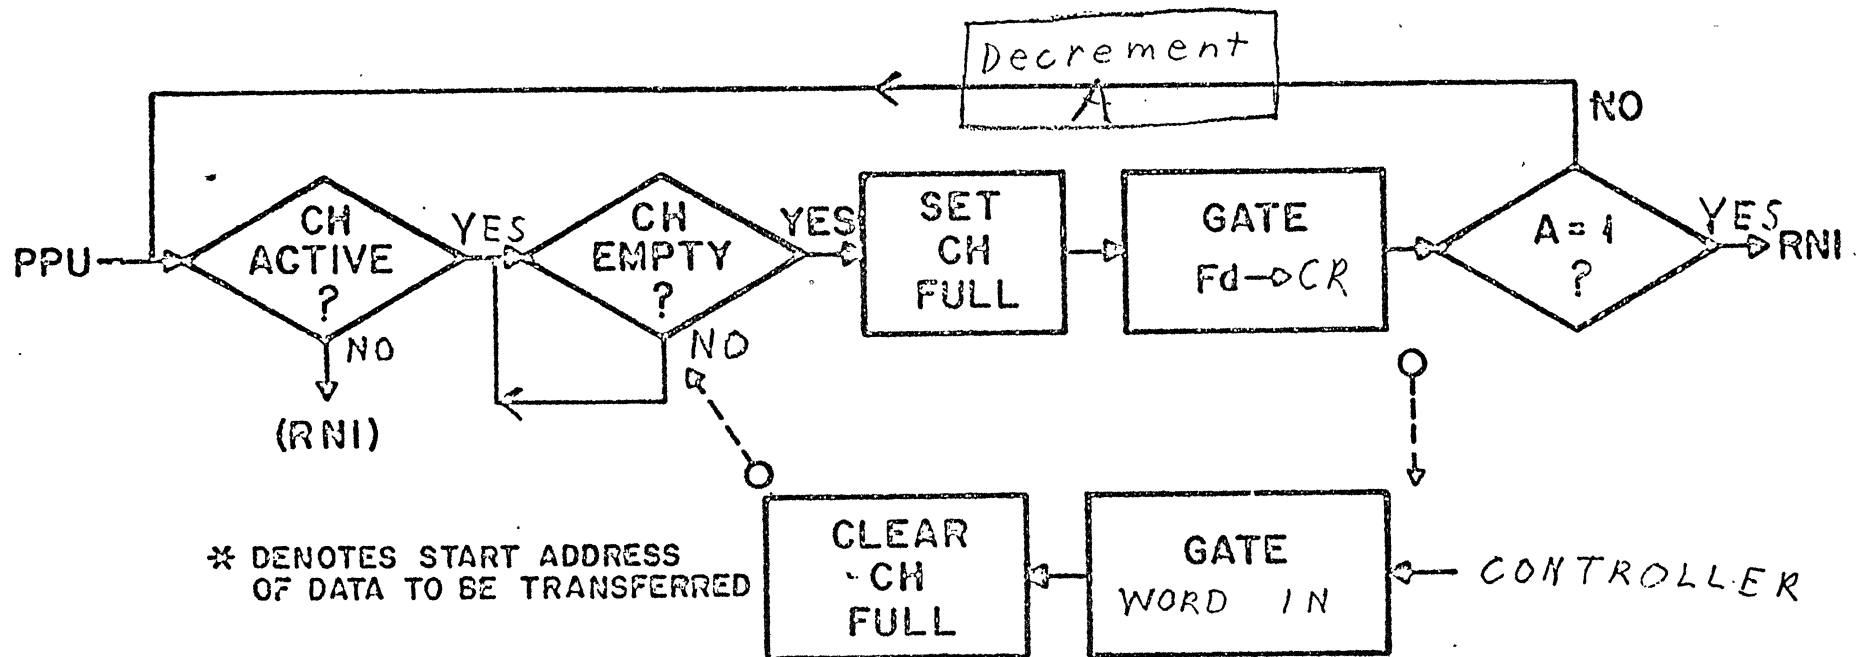 Decrement
A
NO
PPU
CH
ACTIVE
?
YES
NO
(RNI)
CH
EMPTY
?
YES
NO
SET
CH
FULL
GATE
Fd→CR
A=1
?
YES
RNI
* DENOTES START ADDRESS
OF DATA TO BE TRANSFERRED
CLEAR
CH
FULL
GATE
WORD IN
CONTROLLER